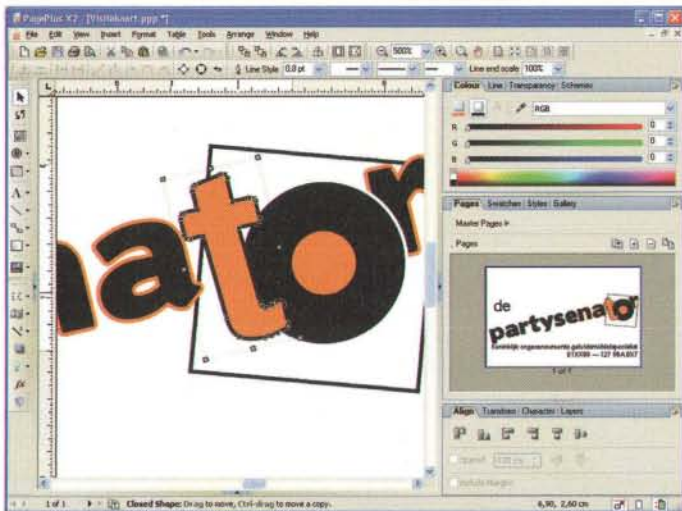 PagePlus X2 - [Visitekaart.ppp *]
File Edit View Insert Format Table Tools Arrange Window Help
500%
Line Style 0,0 pt Line end scale 100%
nator
Colour Line Transparency Schemes
RGB
R 0
G 0
B 0
Pages Swatches Styles Gallery
Master Pages
Pages
de
partysenator
1 of 1
Align Transform Character Layers
Include Margins
1 of 1 Closed Shape: Drag to move, Ctrl-drag to move a copy. 6,90, 2,60 cm